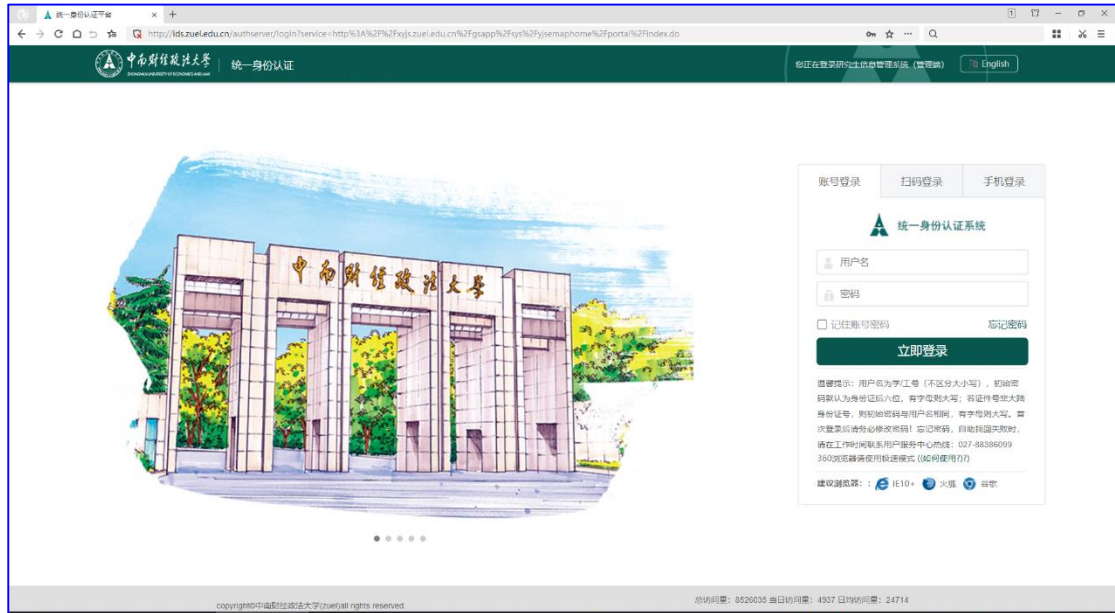 统一身份认证平台
1
http://ids.zuel.edu.cn/authserver/login?service=http%3A%2F%2Fxyjs.zuel.edu.cn%2Fgsapp%2Fsys%2Fyjsemaphome%2Fportal%2Findex.do
中南财经政法大学
ZHONGNAN UNIVERSITY OF ECONOMICS AND LAW
统一身份认证
您正在登录研究生信息管理系统（管理端）
English
中南财经政法大学
账号登录
扫码登录
手机登录
统一身份认证系统
用户名
密码
记住账号密码
忘记密码
立即登录
温馨提示：用户名为学/工号（不区分大小写），初始密
码默认为身份证后六位，有字母则大写；若证件号非大陆
身份证号，则初始密码与用户名相同，有字母则大写。首
次登录后请务必修改密码！忘记密码，自助找回失败时，
请在工作时间联系用户服务中心热线：027-88386099
360浏览器请使用极速模式 ((如何使用?)?)
建议浏览器：: IE10+ 火狐 谷歌
总访问量：8526035 当日访问量：4937 日均访问量：24714
copyright©中南财经政法大学(zuel)all rights reserved.